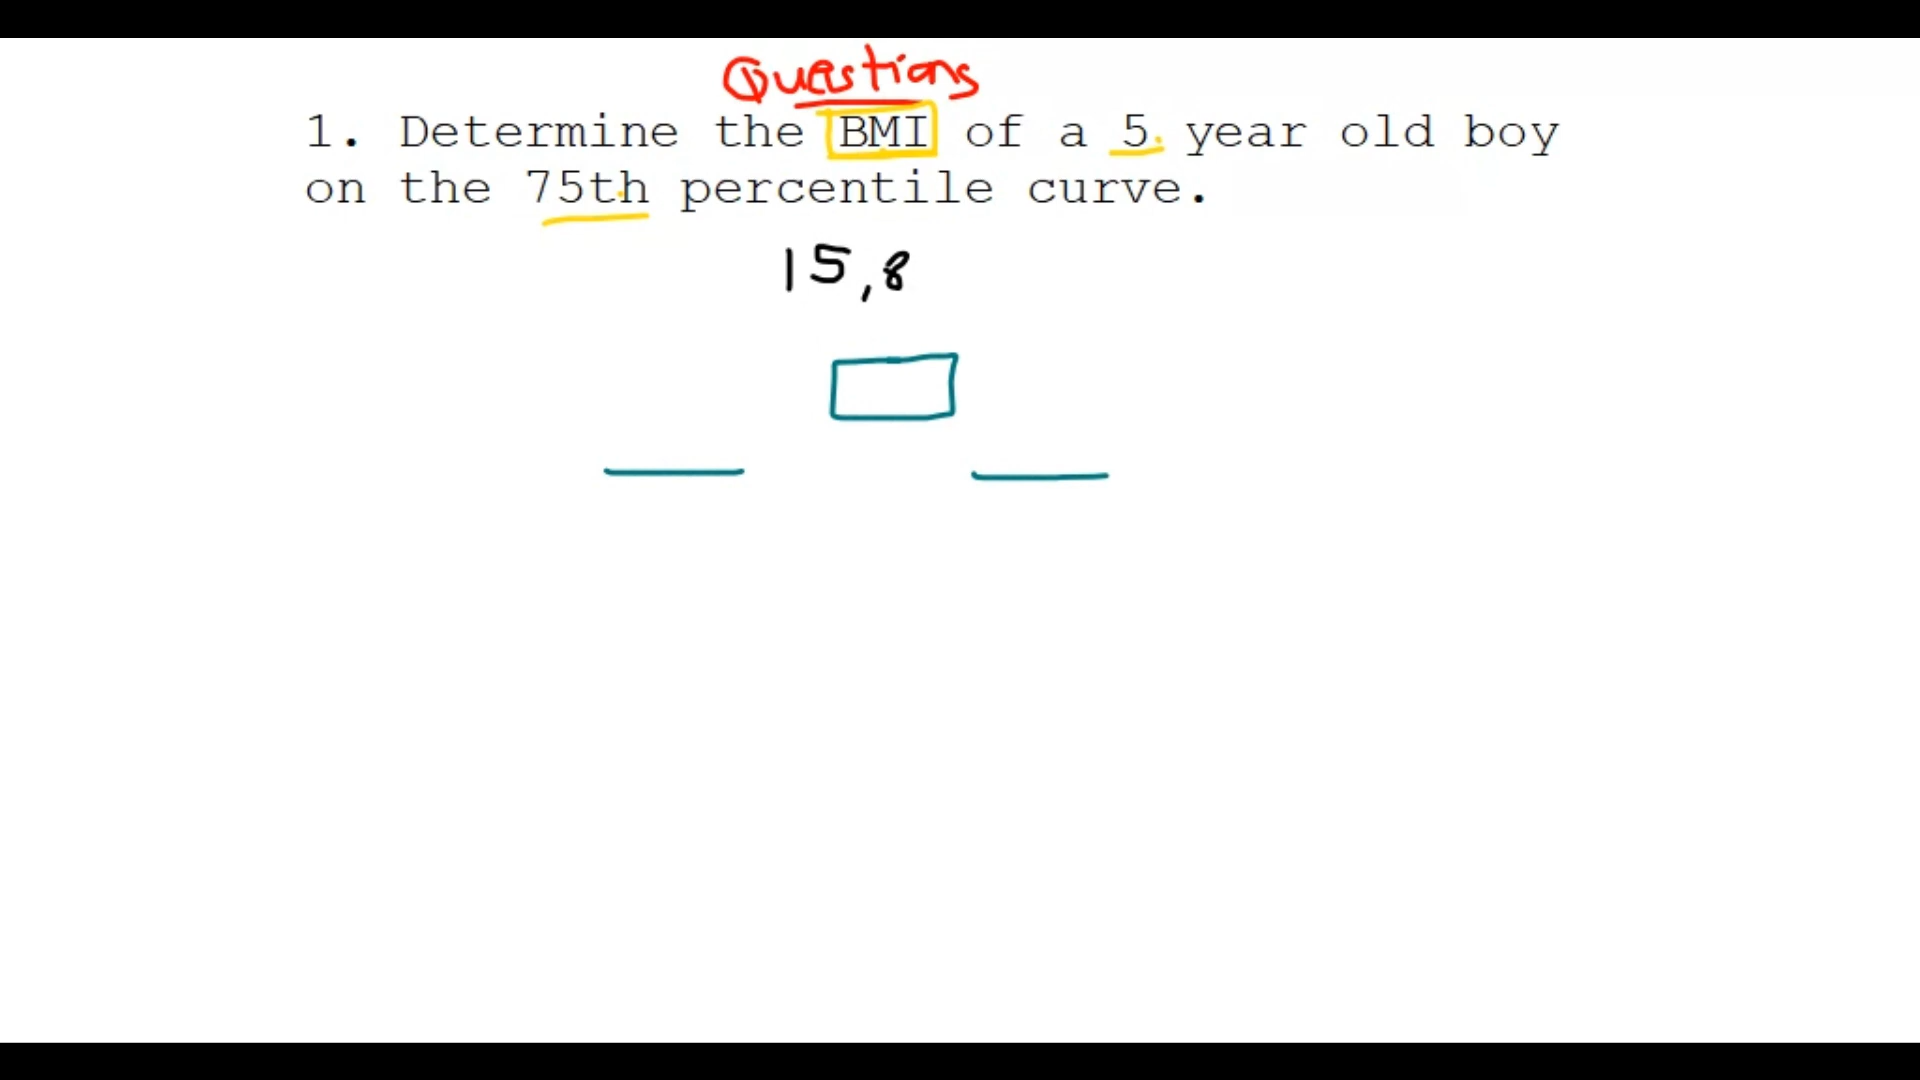 Questions
1. Determine the BMI of a 5 year old boy
on the 75th percentile curve.
15,8